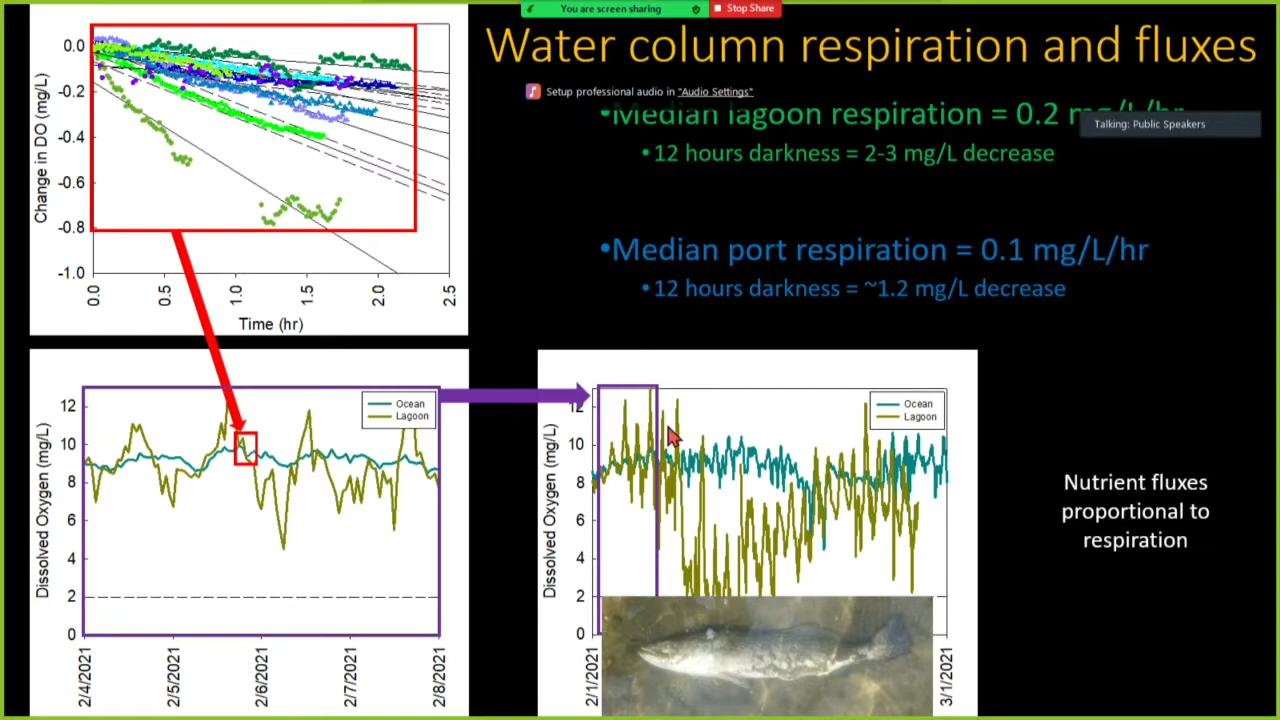 You are screen sharing
Stop Share
Water column respiration and fluxes
Setup professional audio in "Audio Settings"
•Median lagoon respiration = 0.2 mg/L/hr
Talking: Public Speakers
•12 hours darkness = 2-3 mg/L decrease
•Median port respiration = 0.1 mg/L/hr
•12 hours darkness = ~1.2 mg/L decrease
Change in DO (mg/L)
0.0
-0.2
-0.4
-0.6
-0.8
-1.0
0.0 0.5 1.0 1.5 2.0 2.5
Time (hr)
Dissolved Oxygen (mg/L)
12
10
8
6
4
2
0
Ocean
Lagoon
2/4/2021 2/5/2021 2/6/2021 2/7/2021 2/8/2021
Dissolved Oxygen (mg/L)
12
10
8
6
4
2
0
Ocean
Lagoon
2/1/2021 3/1/2021
Nutrient fluxes
proportional to
respiration